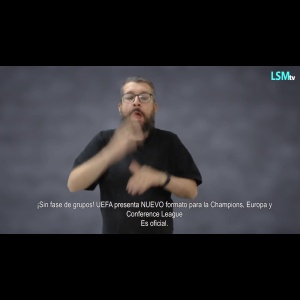 LSMtv
¡Sin fase de grupos! UEFA presenta NUEVO formato para la Champions, Europa y
Conference League
Es oficial.